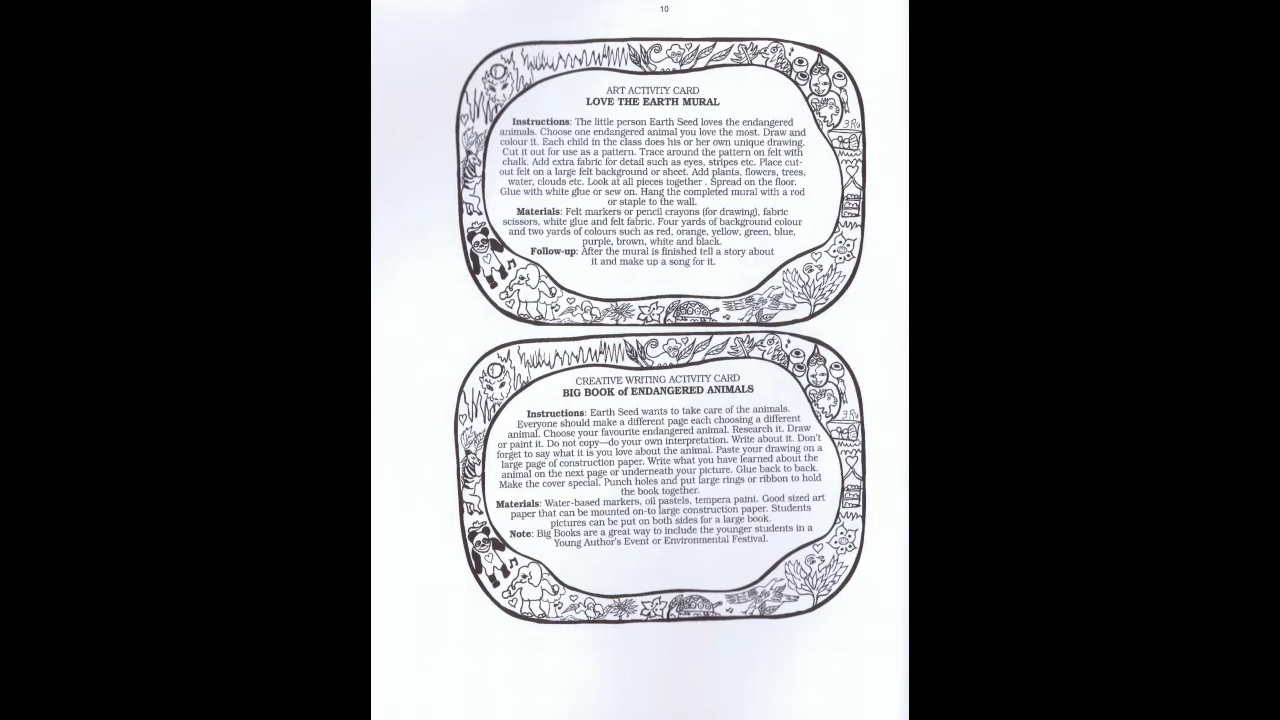 10
ART ACTIVITY CARD
LOVE THE EARTH MURAL
Instructions: The little person Earth Seed loves the endangered
animals. Choose one endangered animal you love the most. Draw and
colour it. Each child in the class does his or her own unique drawing.
Cut it out for use as a pattern. Trace around the pattern on felt with
chalk. Add extra fabric for detail such as eyes, stripes etc. Place cut-
out felt on a large felt background or sheet. Add plants, flowers, trees,
water, clouds etc. Look at all pieces together . Spread on the floor.
Glue with white glue or sew on. Hang the completed mural with a rod
or staple to the wall.
Materials: Felt markers or pencil crayons (for drawing), fabric
scissors, white glue and felt fabric. Four yards of background colour
and two yards of colours such as red, orange, yellow, green, blue,
purple, brown, white and black.
Follow-up: After the mural is finished tell a story about
it and make up a song for it.
CREATIVE WRITING ACTIVITY CARD
BIG BOOK of ENDANGERED ANIMALS
Instructions: Earth Seed wants to take care of the animals.
Everyone should make a different page each choosing a different
animal. Choose your favourite endangered animal. Research it. Draw
or paint it. Do not copy—do your own interpretation. Write about it. Don't
forget to say what it is you love about the animal. Paste your drawing on a
large page of construction paper. Write what you have learned about the
animal on the next page or underneath your picture. Glue back to back.
Make the cover special. Punch holes and put large rings or ribbon to hold
the book together.
Materials: Water-based markers, oil pastels, tempera paint. Good sized art
paper that can be mounted on-to large construction paper. Students
pictures can be put on both sides for a large book.
Note: Big Books are a great way to include the younger students in a
Young Author's Event or Environmental Festival.